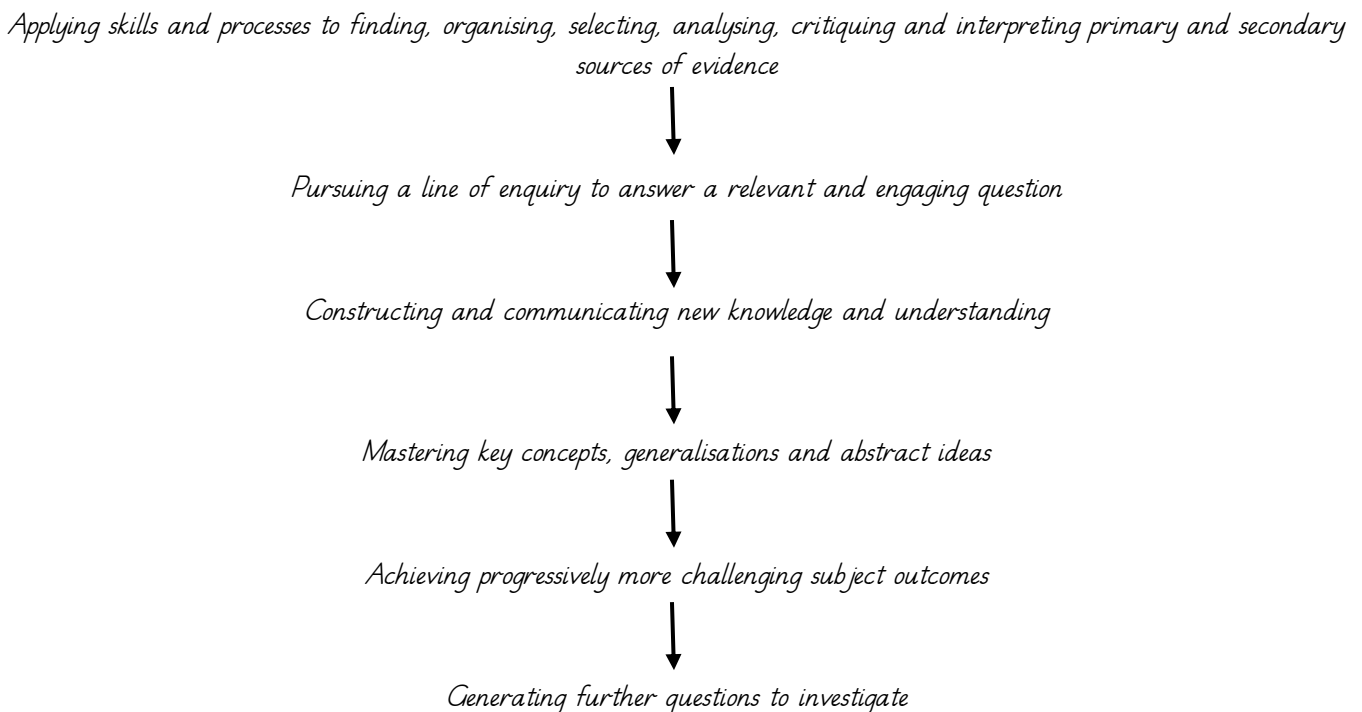 Applying skills and processes to finding, organising, selecting, analysing, critiquing and interpreting primary and secondary
sources of evidence
Pursuing a line of enquiry to answer a relevant and engaging question
Constructing and communicating new knowledge and understanding
Mastering key concepts, generalisations and abstract ideas
Achieving progressively more challenging subject outcomes
Generating further questions to investigate